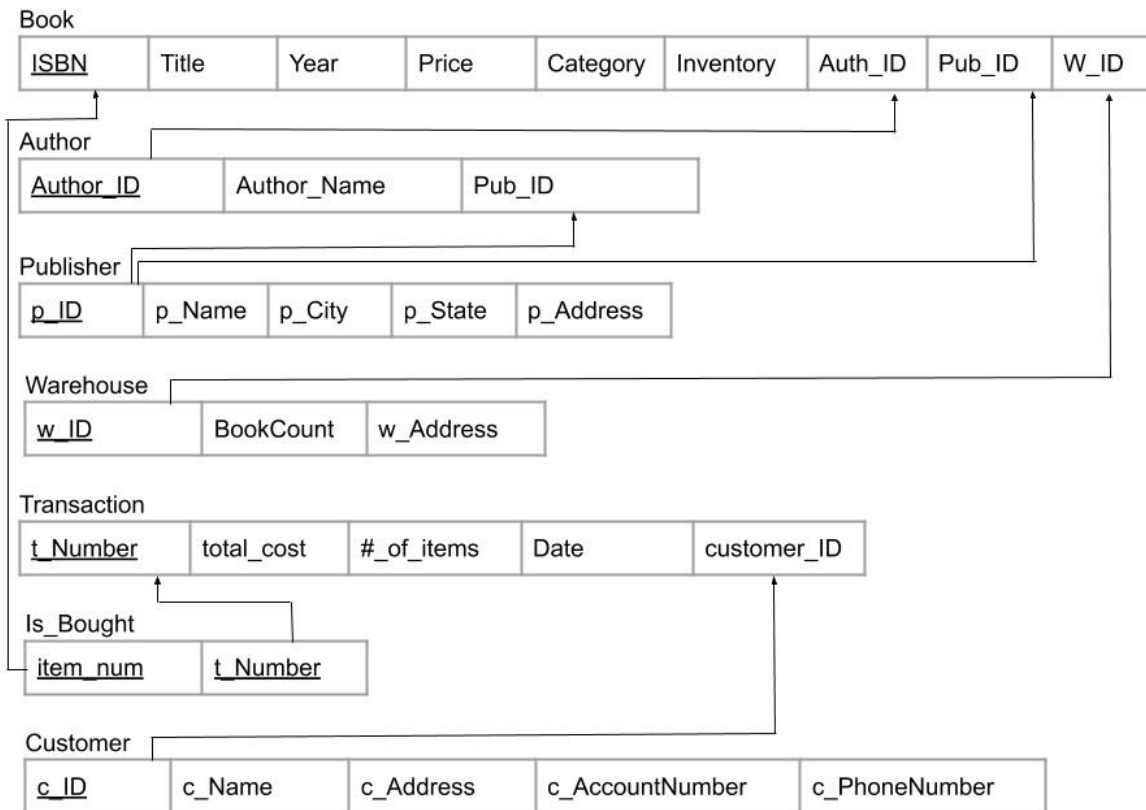 Book
ISBN Title Year Price Category Inventory Auth_ID Pub_ID W_ID
Author
Author_ID Author_Name Pub_ID
Publisher
p_ID p_Name p_City p_State p_Address
Warehouse
w_ID BookCount w_Address
Transaction
t_Number total_cost #_of_items Date customer_ID
Is_Bought
item_num t_Number
Customer
c_ID c_Name c_Address c_AccountNumber c_PhoneNumber